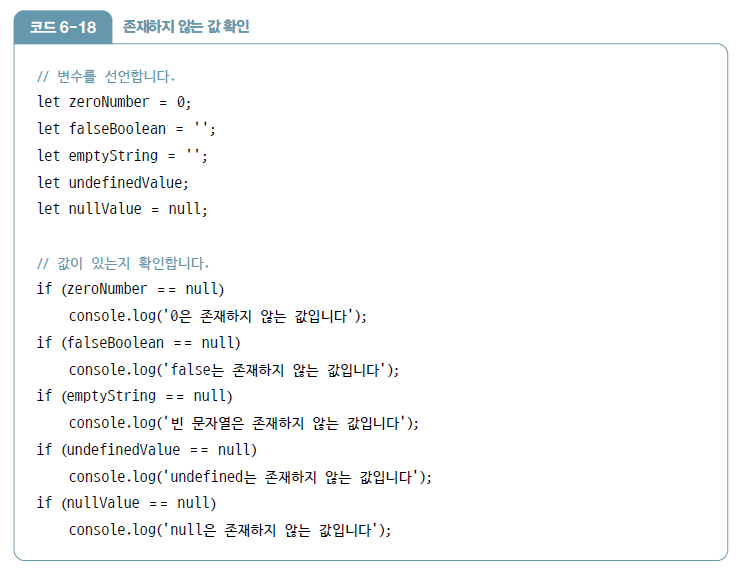 코드 6-18 존재하지 않는 값 확인
// 변수를 선언합니다.
let zeroNumber = 0;
let falseBoolean = '';
let emptyString = '';
let undefinedValue;
let nullValue = null;
// 값이 있는지 확인합니다.
if (zeroNumber == null)
console.log('0은 존재하지 않는 값입니다');
if (falseBoolean == null)
console.log('false는 존재하지 않는 값입니다');
if (emptyString == null)
console.log('빈 문자열은 존재하지 않는 값입니다');
if (undefinedValue == null)
console.log('undefined는 존재하지 않는 값입니다');
if (nullValue == null)
console.log('null은 존재하지 않는 값입니다');